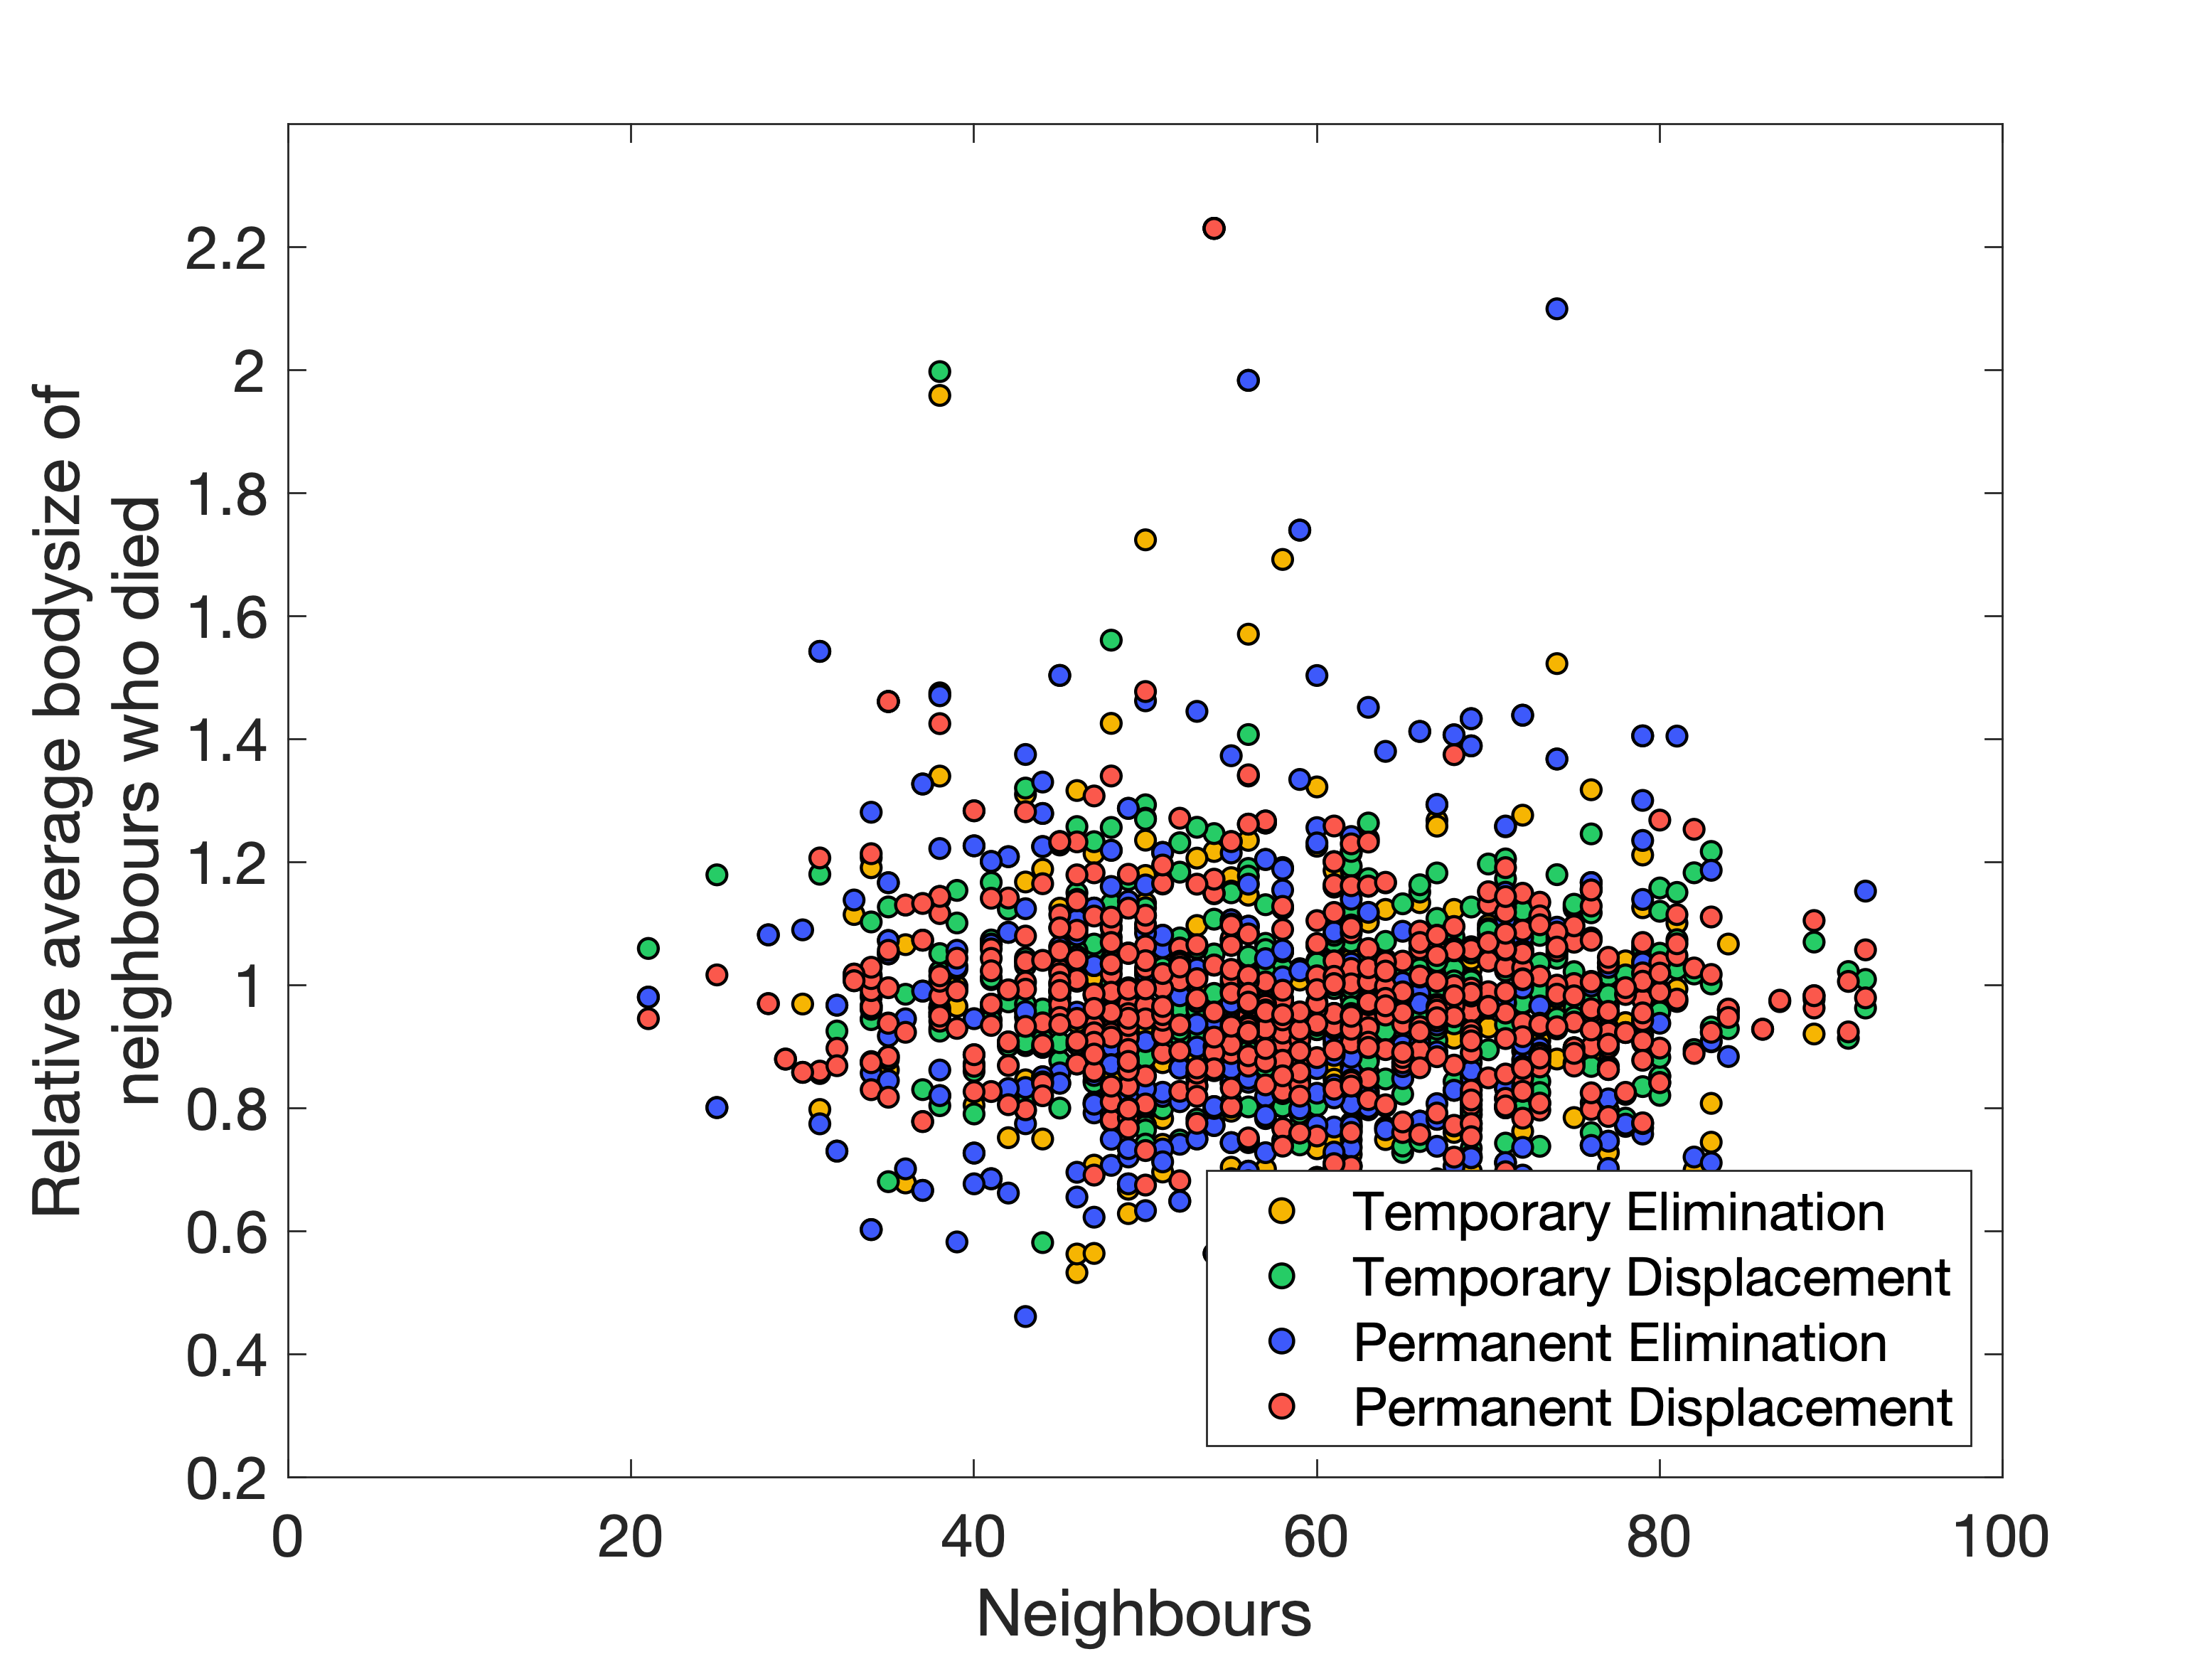 Relative average bodysize of
neighbours who died
2.2
2
1.8
1.6
1.4
1.2
1
0.8
0.6
0.4
0.2
0
20
40
60
80
100
Neighbours
Temporary Elimination
Temporary Displacement
Permanent Elimination
Permanent Displacement